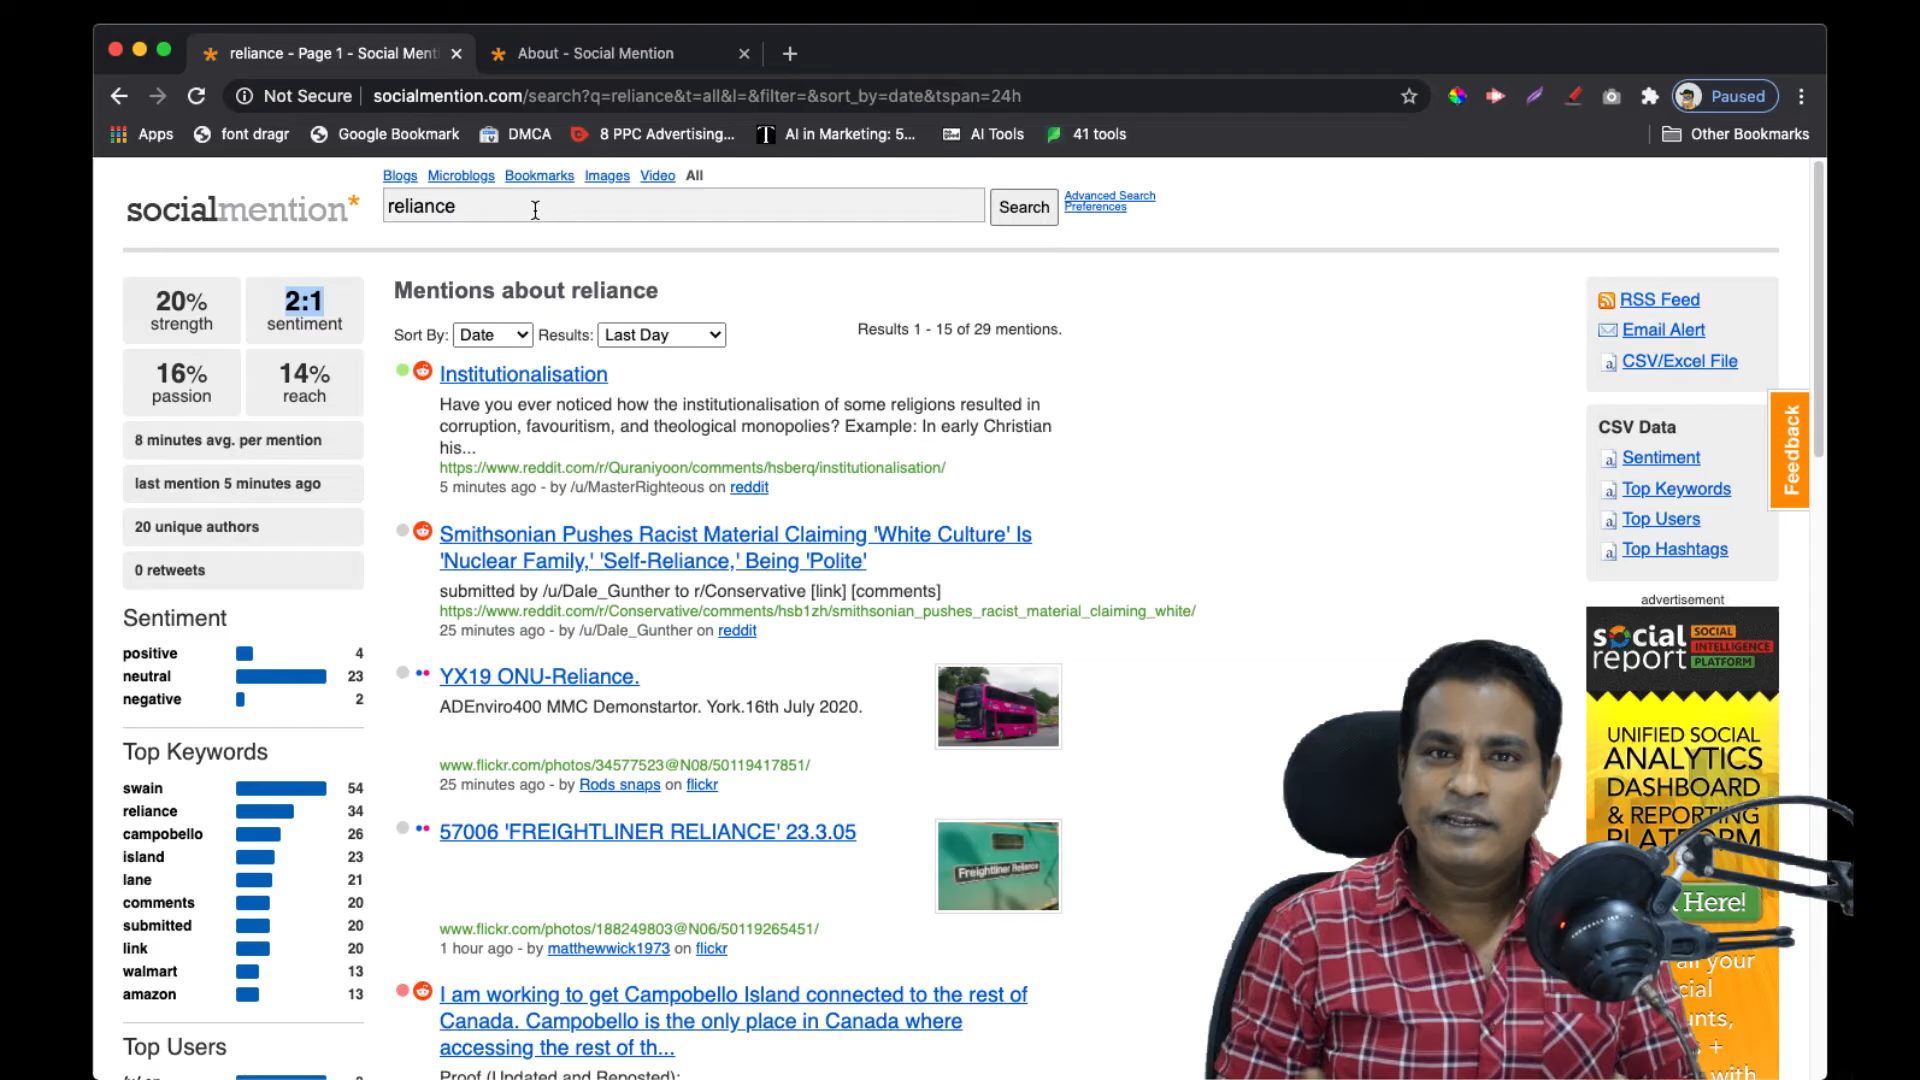 reliance - Page 1 - Social Menti
About - Social Mention
Not Secure
socialmention.com/search?q=reliance&t=all&l=&filter=&sort_by=date&tspan=24h
Paused
Apps
font dragr
Google Bookmark
DMCA
8 PPC Advertising...
AI in Marketing: 5...
AI Tools
41 tools
Other Bookmarks
Blogs Microblogs Bookmarks Images Video All
socialmention*
reliance
Search
Advanced Search
Preferences
20%
strength
2:1
sentiment
16%
passion
14%
reach
8 minutes avg. per mention
last mention 5 minutes ago
20 unique authors
0 retweets
Sentiment
positive 4
neutral 23
negative 2
Top Keywords
swain 54
reliance 34
campobello 26
island 23
lane 21
comments 20
submitted 20
link 20
walmart 13
amazon 13
Top Users
Mentions about reliance
Sort By: Date Results: Last Day
Results 1 - 15 of 29 mentions.
Institutionalisation
Have you ever noticed how the institutionalisation of some religions resulted in
corruption, favouritism, and theological monopolies? Example: In early Christian
his...
https://www.reddit.com/r/Quraniyoon/comments/hsberq/institutionalisation/
5 minutes ago - by /u/MasterRighteous on reddit
Smithsonian Pushes Racist Material Claiming 'White Culture' Is
'Nuclear Family,' 'Self-Reliance,' Being 'Polite'
submitted by /u/Dale_Gunther to r/Conservative [link] [comments]
https://www.reddit.com/r/Conservative/comments/hsb1zh/smithsonian_pushes_racist_material_claiming_white/
25 minutes ago - by /u/Dale_Gunther on reddit
YX19 ONU-Reliance.
ADEnviro400 MMC Demonstartor. York.16th July 2020.
www.flickr.com/photos/34577523@N08/50119417851/
25 minutes ago - by Rods snaps on flickr
57006 'FREIGHTLINER RELIANCE' 23.3.05
Freightliner Reliance
www.flickr.com/photos/188249803@N06/50119265451/
1 hour ago - by matthewwick1973 on flickr
I am working to get Campobello Island connected to the rest of
Canada. Campobello is the only place in Canada where
accessing the rest of th...
Proof (Updated and Reposted):
RSS Feed
Email Alert
CSV/Excel File
CSV Data
Sentiment
Top Keywords
Top Users
Top Hashtags
Feedback
advertisement
social
report
SOCIAL
INTELLIGENCE
PLATFORM
UNIFIED SOCIAL
ANALYTICS
DASHBOARD
& REPORTING
PLATFORM
Here!
all your
cial
unts,
+
with